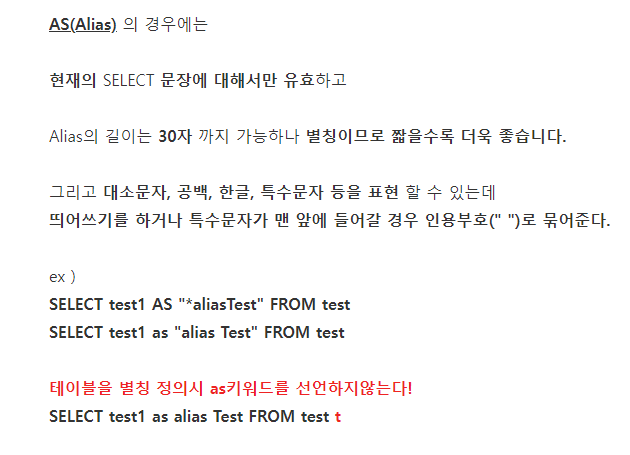 AS(Alias) 의 경우에는
현재의 SELECT 문장에 대해서만 유효하고
Alias의 길이는 30자 까지 가능하나 별칭이므로 짧을수록 더욱 좋습니다.
그리고 대소문자, 공백, 한글, 특수문자 등을 표현 할 수 있는데
띄어쓰기를 하거나 특수문자가 맨 앞에 들어갈 경우 인용부호(" ")로 묶어준다.
ex )
SELECT test1 AS "*aliasTest" FROM test
SELECT test1 as "alias Test" FROM test
테이블을 별칭 정의시 as키워드를 선언하지않는다!
SELECT test1 as alias Test FROM test t